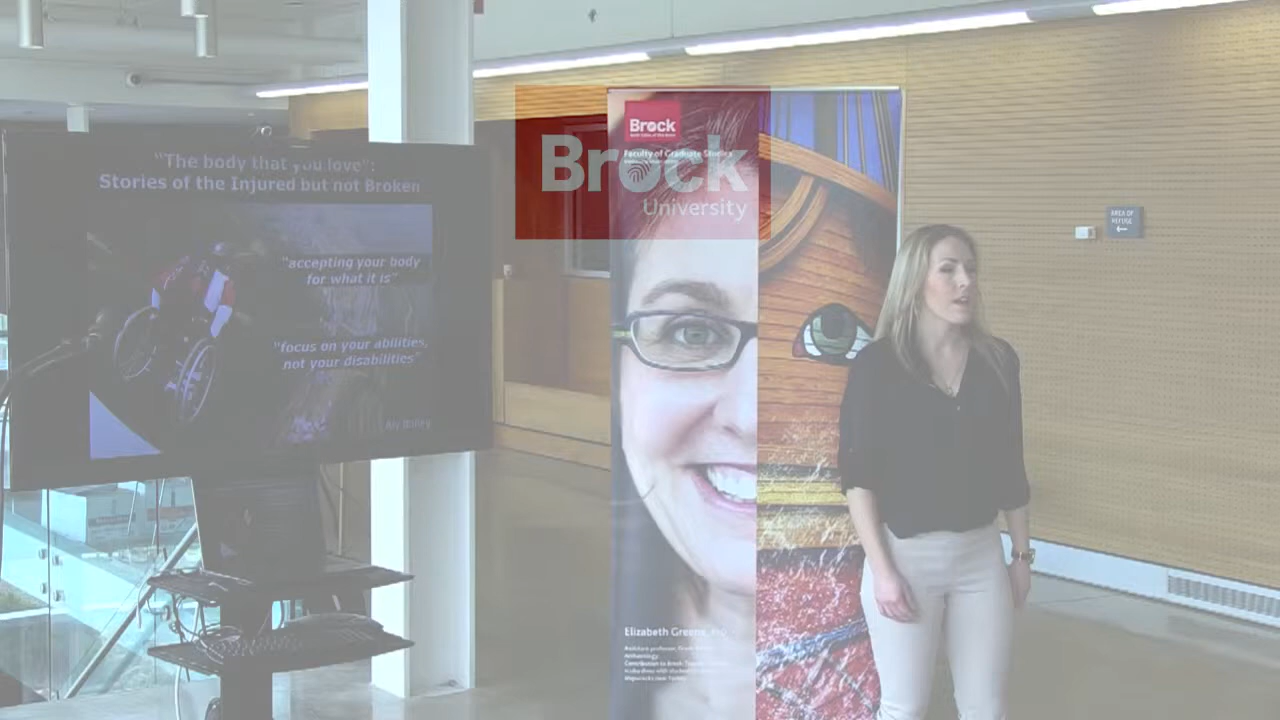 "The body that you love":
Stories of the Injured but not Broken
"accepting your body
for what it is"
"focus on your abilities,
not your disabilities"
Brock
Faculty of Graduate Studies
Brock
University
AREA OF
REFUGE
Elizabeth Greene,